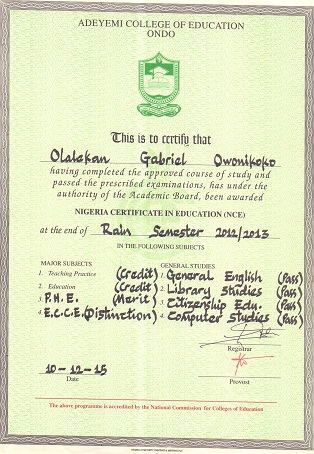 ADEYEMI COLLEGE OF EDUCATION
ONDO
This is to certify that
Olalekan Gabriel Owonikoko
having completed the approved course of study and
passed the prescribed examinations, has under the
authority of the Academic Board, been awarded
NIGERIA CERTIFICATE IN EDUCATION (NCE)
at the end of Rain Semester 2012/2013
IN THE FOLLOWING SUBJECTS
MAJOR SUBJECTS
1. Teaching Practice (Credit)
2. Education (Credit)
3. P.H.E. (Merit)
4. E.C.C.E. (Distinction)
GENERAL STUDIES
1. General English (Pass)
2. Library Studies (Pass)
3. Citizenship Edu. (Pass)
4. Computer Studies (Pass)
Registrar
10-12-15
Date
Provost
The above programme is accredited by the National Commission for Colleges of Education